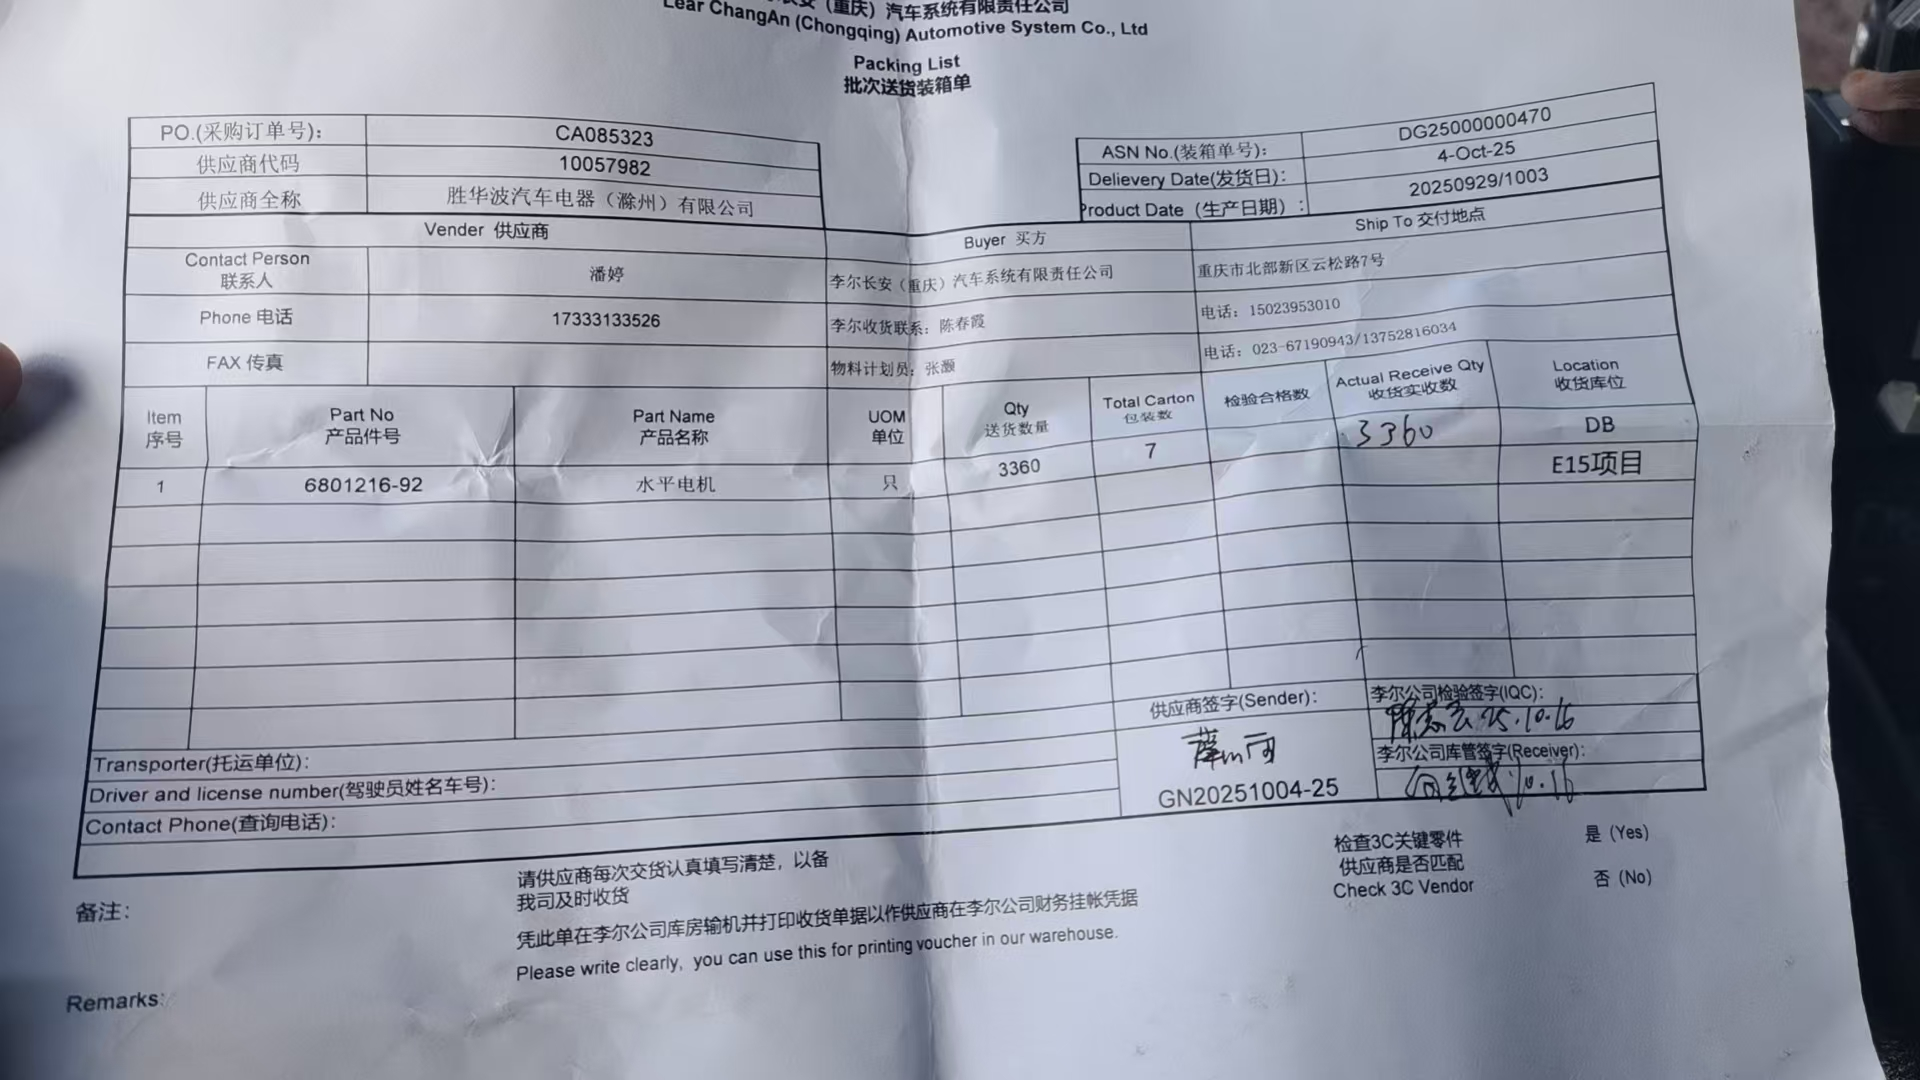 长安（重庆）汽车系统有限责任公司
Lear ChangAn (Chongqing) Automotive System Co., Ltd
Packing List
批次送货装箱单
PO.(采购订单号): CA085323
供应商代码 10057982
供应商全称 胜华波汽车电器（滁州）有限公司
ASN No.(装箱单号): DG25000000470
Delievery Date(发货日): 4-Oct-25
Product Date（生产日期）: 20250929/1003
Vender 供应商 Buyer 买方 Ship To 交付地点
Contact Person
联系人 潘婷 李尔长安（重庆）汽车系统有限责任公司 重庆市北部新区云松路7号
Phone 电话 17333133526 李尔收货联系：陈春霞 电话：15023953010
FAX 传真 物料计划员：张灏 电话：023-67190943/13752816034
Item Part No Part Name UOM Qty Total Carton 检验合格数 Actual Receive Qty Location
序号 产品件号 产品名称 单位 送货数量 包装数 收货实收数 收货库位
1 6801216-92 水平电机 只 3360 7 3360 DB
E15项目
供应商签字(Sender): 李尔公司检验签字(IQC):
25.10.16
Transporter(托运单位): 李尔公司库管签字(Receiver):
Driver and license number(驾驶员姓名车号): GN20251004-25 10.16
Contact Phone(查询电话):
备注: 请供应商每次交货认真填写清楚，以备
我司及时收货
凭此单在李尔公司库房输机并打印收货单据以作供应商在李尔公司财务挂帐凭据
Please write clearly, you can use this for printing voucher in our warehouse.
检查3C关键零件 是 (Yes)
供应商是否匹配
Check 3C Vendor 否 (No)
Remarks: